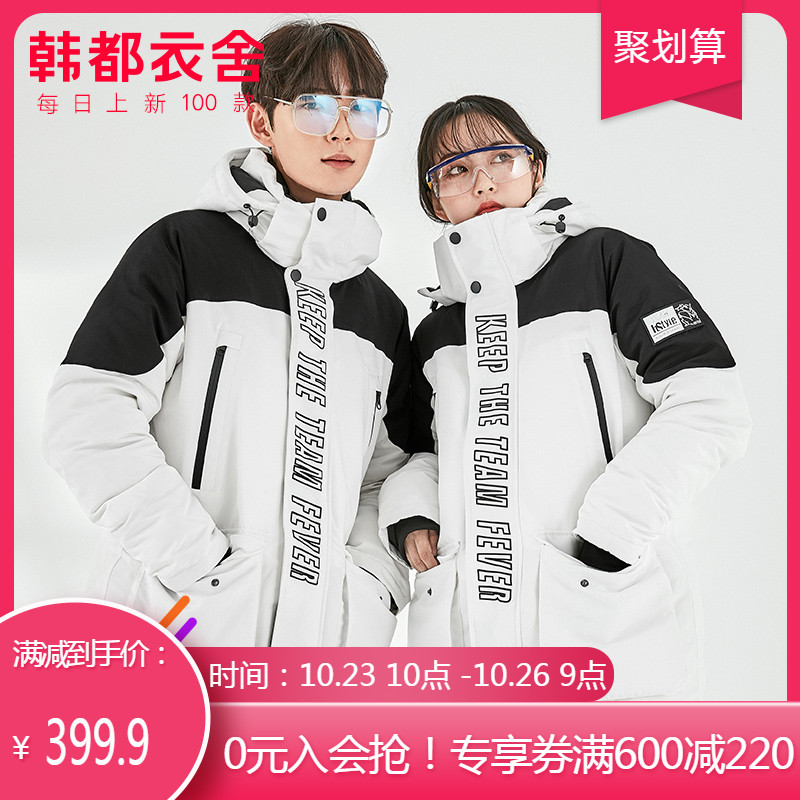 韩都衣舍
每日上新100款
聚划算
KEEP THE TEAM FEVER
KEEP THE TEAM FEVER
hstyle
满减到手价：
¥ 399.9
时间：10.23 10点 -10.26 9点
0元入会抢！专享券满600减220